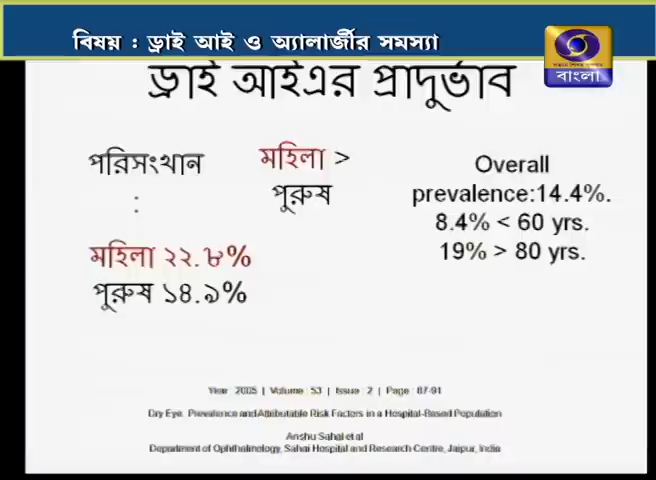 বিষয় : ড্রাই আই ও অ্যালার্জীর সমস্যা
বাংলা
ড্রাই আইএর প্রাদুর্ভাব
পরিসংখান
:
মহিলা ২২.৮%
পুরুষ ১৪.৯%
মহিলা >
পুরুষ
Overall
prevalence:14.4%.
8.4% < 60 yrs.
19% > 80 yrs.
Year : 2005 | Volume : 53 | Issue : 2 | Page : 87-91
Dry Eye. Prevalence and Attributable Risk Factors in a Hospital-Based Population
Anshu Sahai et al
Department of Ophthalmology, Sahai Hospital and Research Centre, Jaipur, India